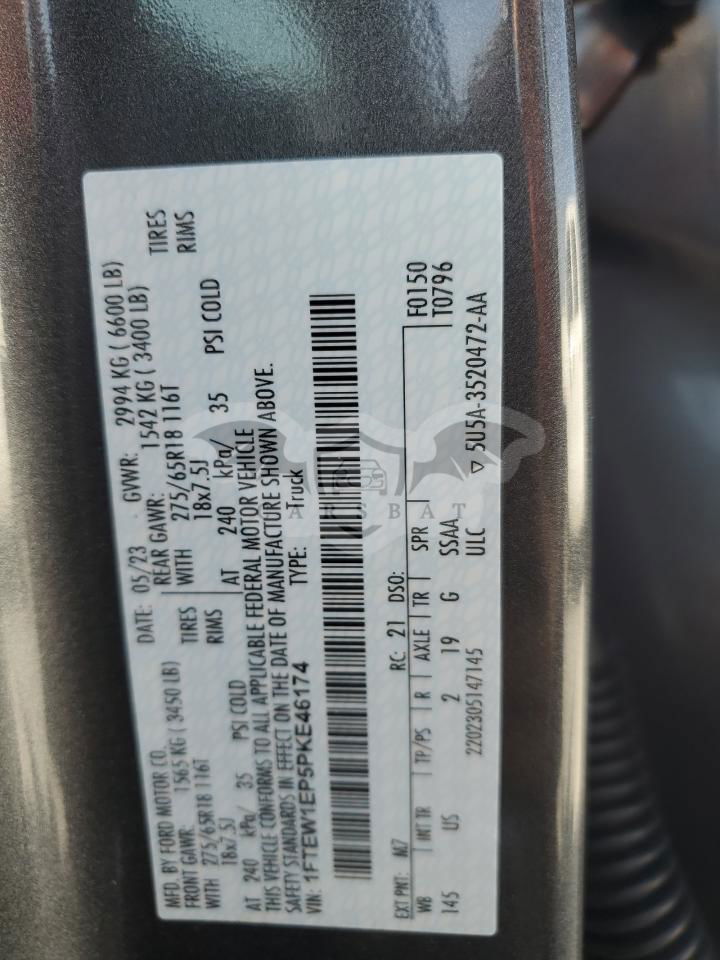 MFD. BY FORD MOTOR CO. DATE: 05/23 GVWR: 2994 KG ( 6600 LB)
FRONT GAWR: 1565 KG ( 3450 LB) REAR GAWR: 1542 KG ( 3400 LB)
WITH 275/65R18 116T TIRES WITH 275/65R18 116T TIRES
18x7.5J RIMS 18x7.5J RIMS
AT 240 kPa/ 35 PSI COLD AT 240 kPa/ 35 PSI COLD
THIS VEHICLE CONFORMS TO ALL APPLICABLE FEDERAL MOTOR VEHICLE
SAFETY STANDARDS IN EFFECT ON THE DATE OF MANUFACTURE SHOWN ABOVE.
VIN: 1FTEW1EP5PKE46174 TYPE: Truck
ARSBAT
EXT PNT: M7 RC: 21 DSO: F0150
WB INT TR TP/PS R AXLE TR SPR T0796
145 US 2 19 G SSAA ▽ 5U5A-3520472-AA
2202305147145 ULC